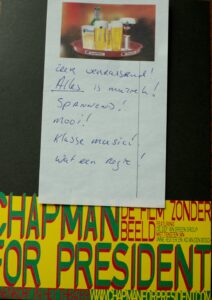 Zeer verrassend!
Alles is muziek!
SPANNEND!
MOOI!
Klasse musici!
Wat een regie!
CHAPMAN
DE FILM ZONDER
BEELD
FOR PRESIDENT
WWW.CHAPMANFORPRESIDENT.COM